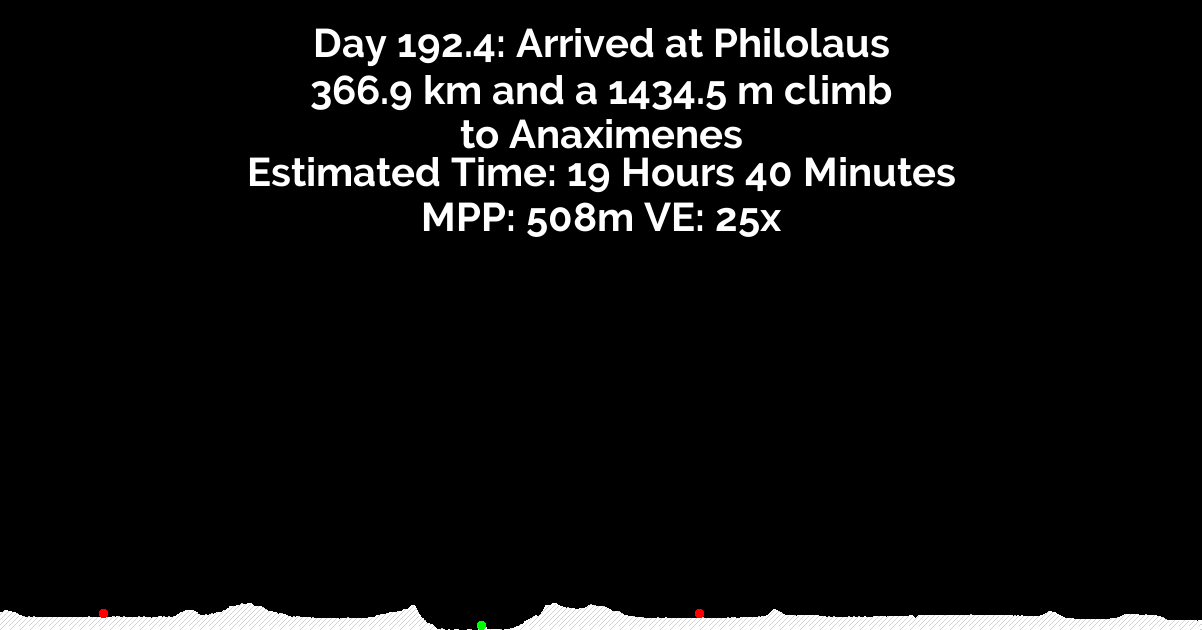 Day 192.4: Arrived at Philolaus
366.9 km and a 1434.5 m climb
to Anaximenes
Estimated Time: 19 Hours 40 Minutes
MPP: 508m VE: 25x